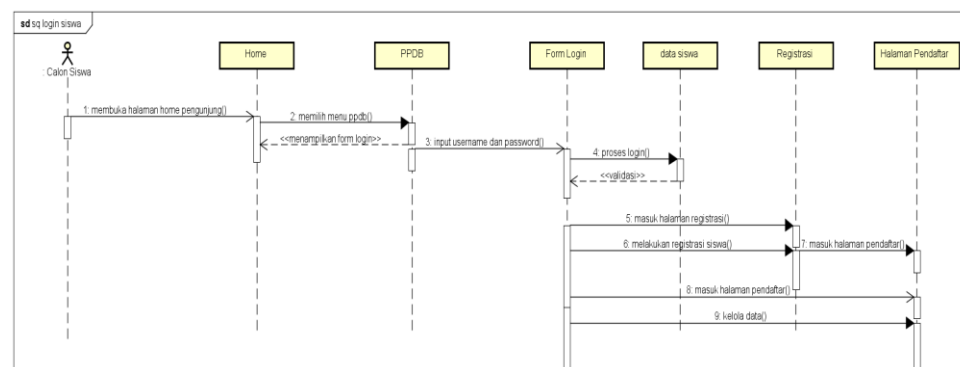 sd sq login siswa
: Calon Siswa
Home
PPDB
Form Login
data siswa
Registrasi
Halaman Pendaftar
1: membuka halaman home pengunjung()
2: memilih menu ppdb()
<<menampilkan form login>>
3: input username dan password()
4: proses login()
<<validasi>>
5: masuk halaman registrasi()
6: melakukan registrasi siswa()
7: masuk halaman pendaftar()
8: masuk halaman pendaftar()
9: kelola data()